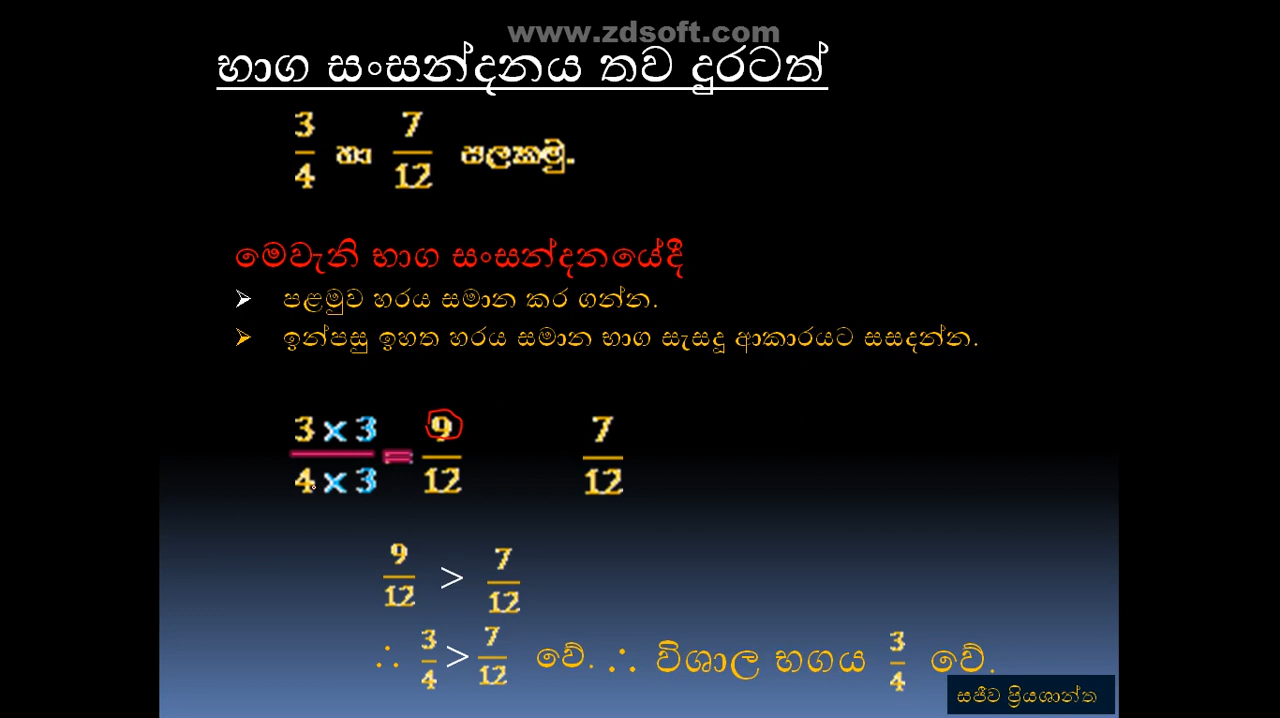 www.zdsoft.com
භාග සංසන්දනය තව දුරටත්
3/4 හා 7/12 සලකමු.
මෙවැනි භාග සංසන්දනයේදී
➢ පළමුව හරය සමාන කර ගන්න.
➢ ඉන්පසු ඉහත හරය සමාන භාග සැසදූ ආකාරයට සසදන්න.
3 x 3 / 4 x 3 = 9/12 7/12
9/12 > 7/12
∴ 3/4 > 7/12 වේ. ∴ විශාල භගය 3/4 වේ.
සජීව ප්‍රියශාන්ත